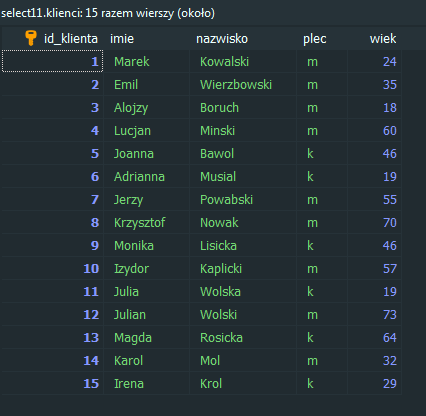 select11.klienci: 15 razem wierszy (około)
id_klienta imie nazwisko plec wiek
1 Marek Kowalski m 24
2 Emil Wierzbowski m 35
3 Alojzy Boruch m 18
4 Lucjan Minski m 60
5 Joanna Bawol k 46
6 Adrianna Musial k 19
7 Jerzy Powabski m 55
8 Krzysztof Nowak m 70
9 Monika Lisicka k 46
10 Izydor Kaplicki m 57
11 Julia Wolska k 19
12 Julian Wolski m 73
13 Magda Rosicka k 64
14 Karol Mol m 32
15 Irena Krol k 29